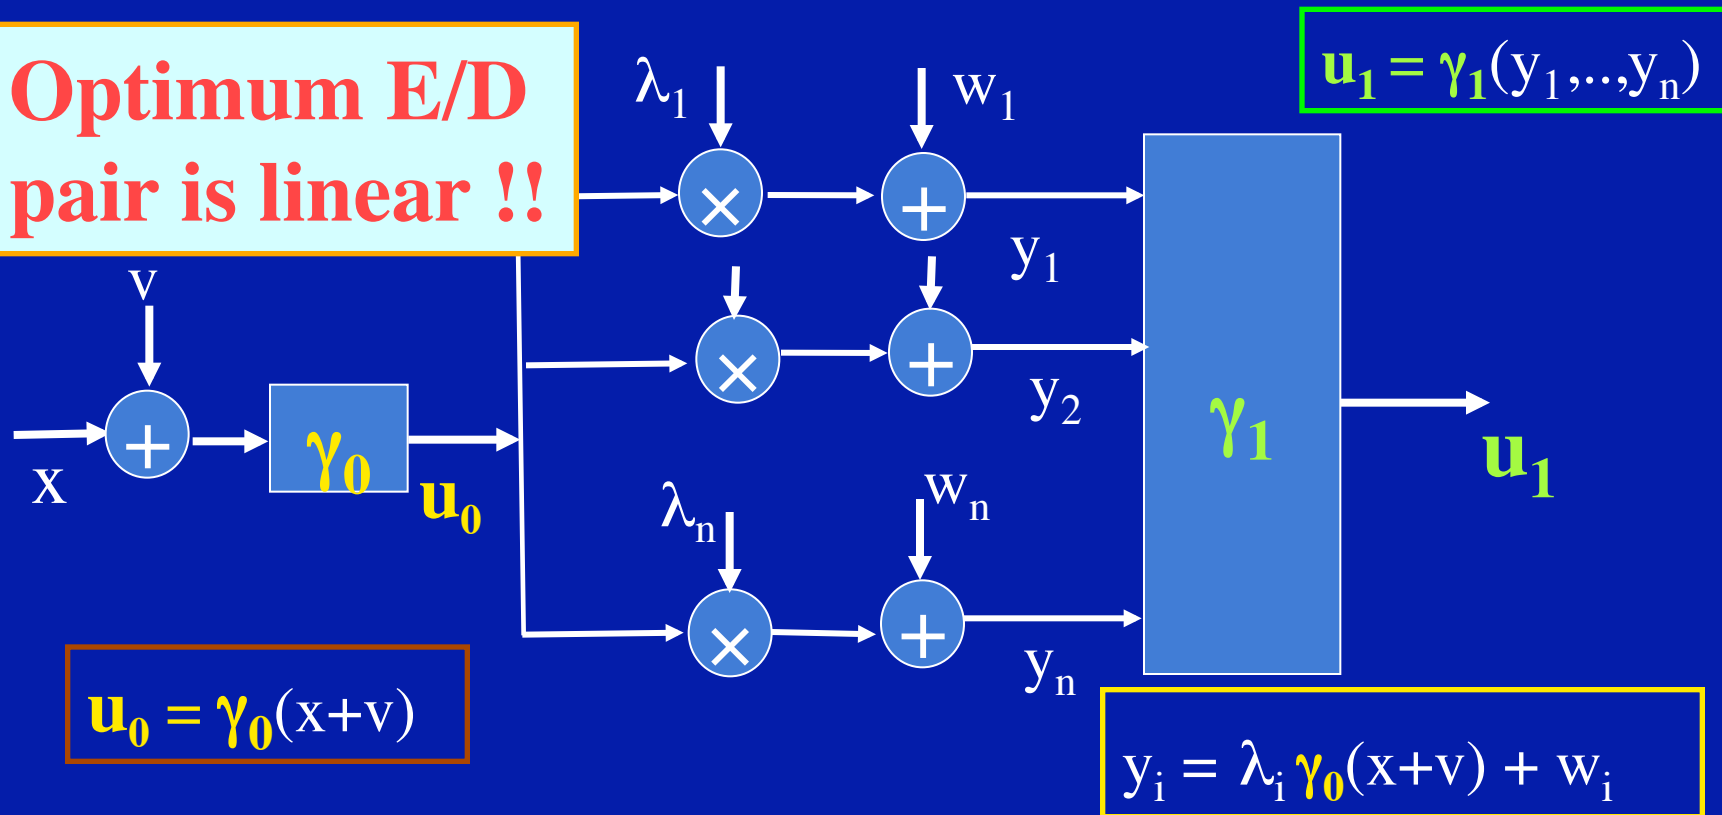 Optimum E/D
pair is linear !!
λ₁
w₁
u₁ = γ₁(y₁,..,yₙ)
×
+
y₁
v
×
+
y₂
+
x
γ₀
u₀
γ₁
u₁
λₙ
wₙ
×
+
yₙ
u₀ = γ₀(x+v)
yᵢ = λᵢ γ₀(x+v) + wᵢ